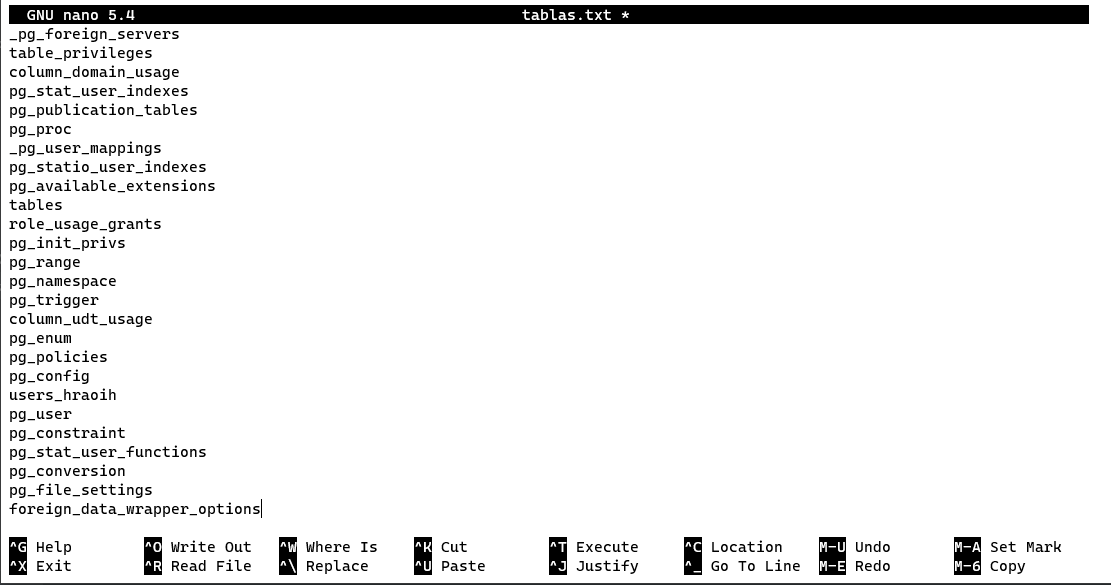 GNU nano 5.4 tablas.txt *
_pg_foreign_servers
table_privileges
column_domain_usage
pg_stat_user_indexes
pg_publication_tables
pg_proc
_pg_user_mappings
pg_statio_user_indexes
pg_available_extensions
tables
role_usage_grants
pg_init_privs
pg_range
pg_namespace
pg_trigger
column_udt_usage
pg_enum
pg_policies
pg_config
users_hraoih
pg_user
pg_constraint
pg_stat_user_functions
pg_conversion
pg_file_settings
foreign_data_wrapper_options
^G Help ^O Write Out ^W Where Is ^K Cut ^T Execute ^C Location M-U Undo M-A Set Mark
^X Exit ^R Read File ^\ Replace ^U Paste ^J Justify ^_ Go To Line M-E Redo M-6 Copy